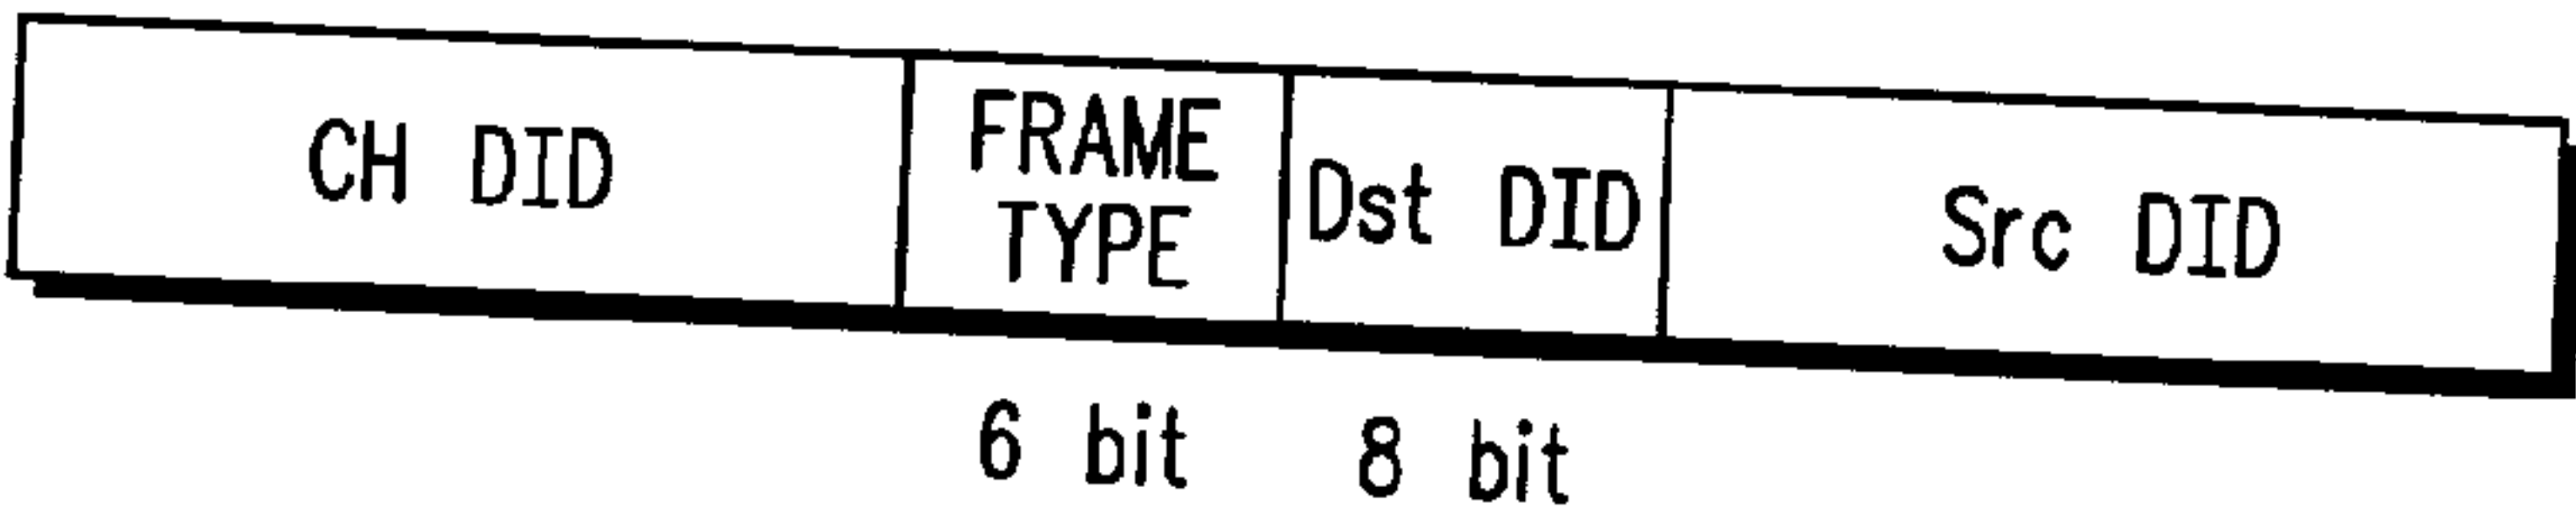 CH DID
FRAME
TYPE
Dst DID
Src DID
6 bit
8 bit